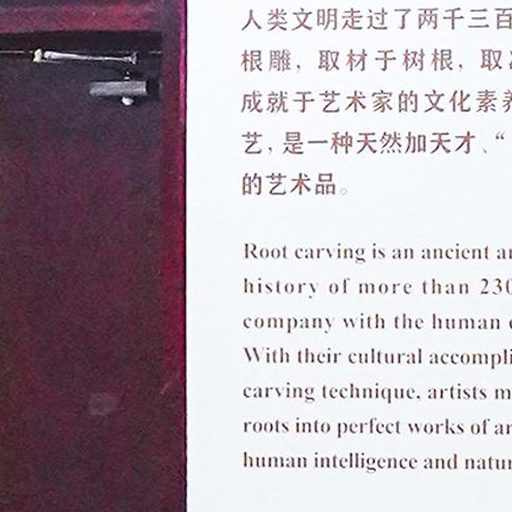 人类文明走过了两千三百
根雕，取材于树根，取
成就于艺术家的文化素养
艺，是一种天然加天才、“
的艺术品。
Root carving is an ancient
history of more than 230
company with the human
With their cultural
carving technique, artists
roots into perfect works of
human intelligence and